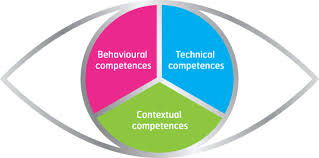 Behavioural
competences
Technical
competences
Contextual
competences